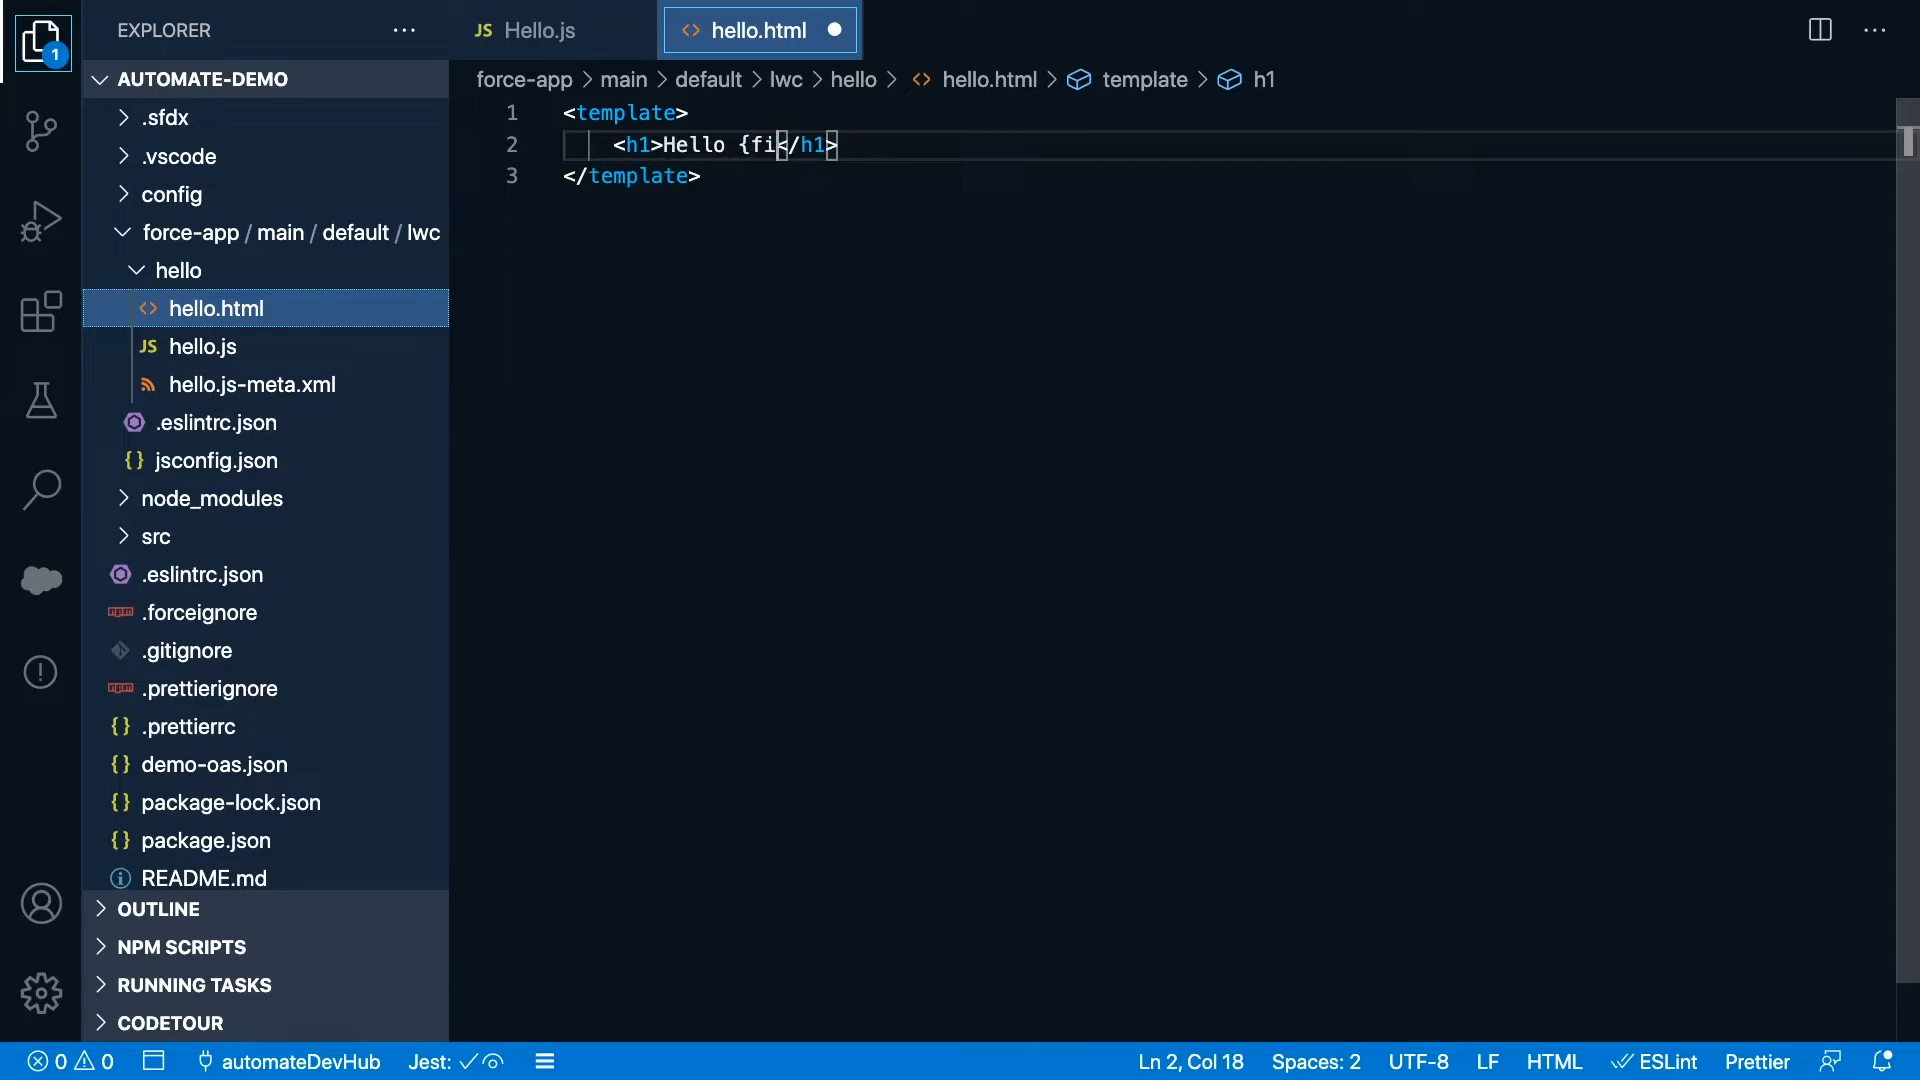 1
EXPLORER
JS Hello.js
<> hello.html
AUTOMATE-DEMO
force-app > main > default > lwc > hello > <> hello.html > template > h1
.sfdx
.vscode
config
force-app / main / default / lwc
hello
<> hello.html
JS hello.js
hello.js-meta.xml
.eslintrc.json
{} jsconfig.json
node_modules
src
.eslintrc.json
npm .forceignore
.gitignore
npm .prettierignore
{} .prettierrc
{} demo-oas.json
{} package-lock.json
{} package.json
README.md
OUTLINE
NPM SCRIPTS
RUNNING TASKS
CODETOUR
1 <template>
2 <h1>Hello {fi</h1>
3 </template>
0 0 automateDevHub Jest: Ln 2, Col 18 Spaces: 2 UTF-8 LF HTML ESLint Prettier